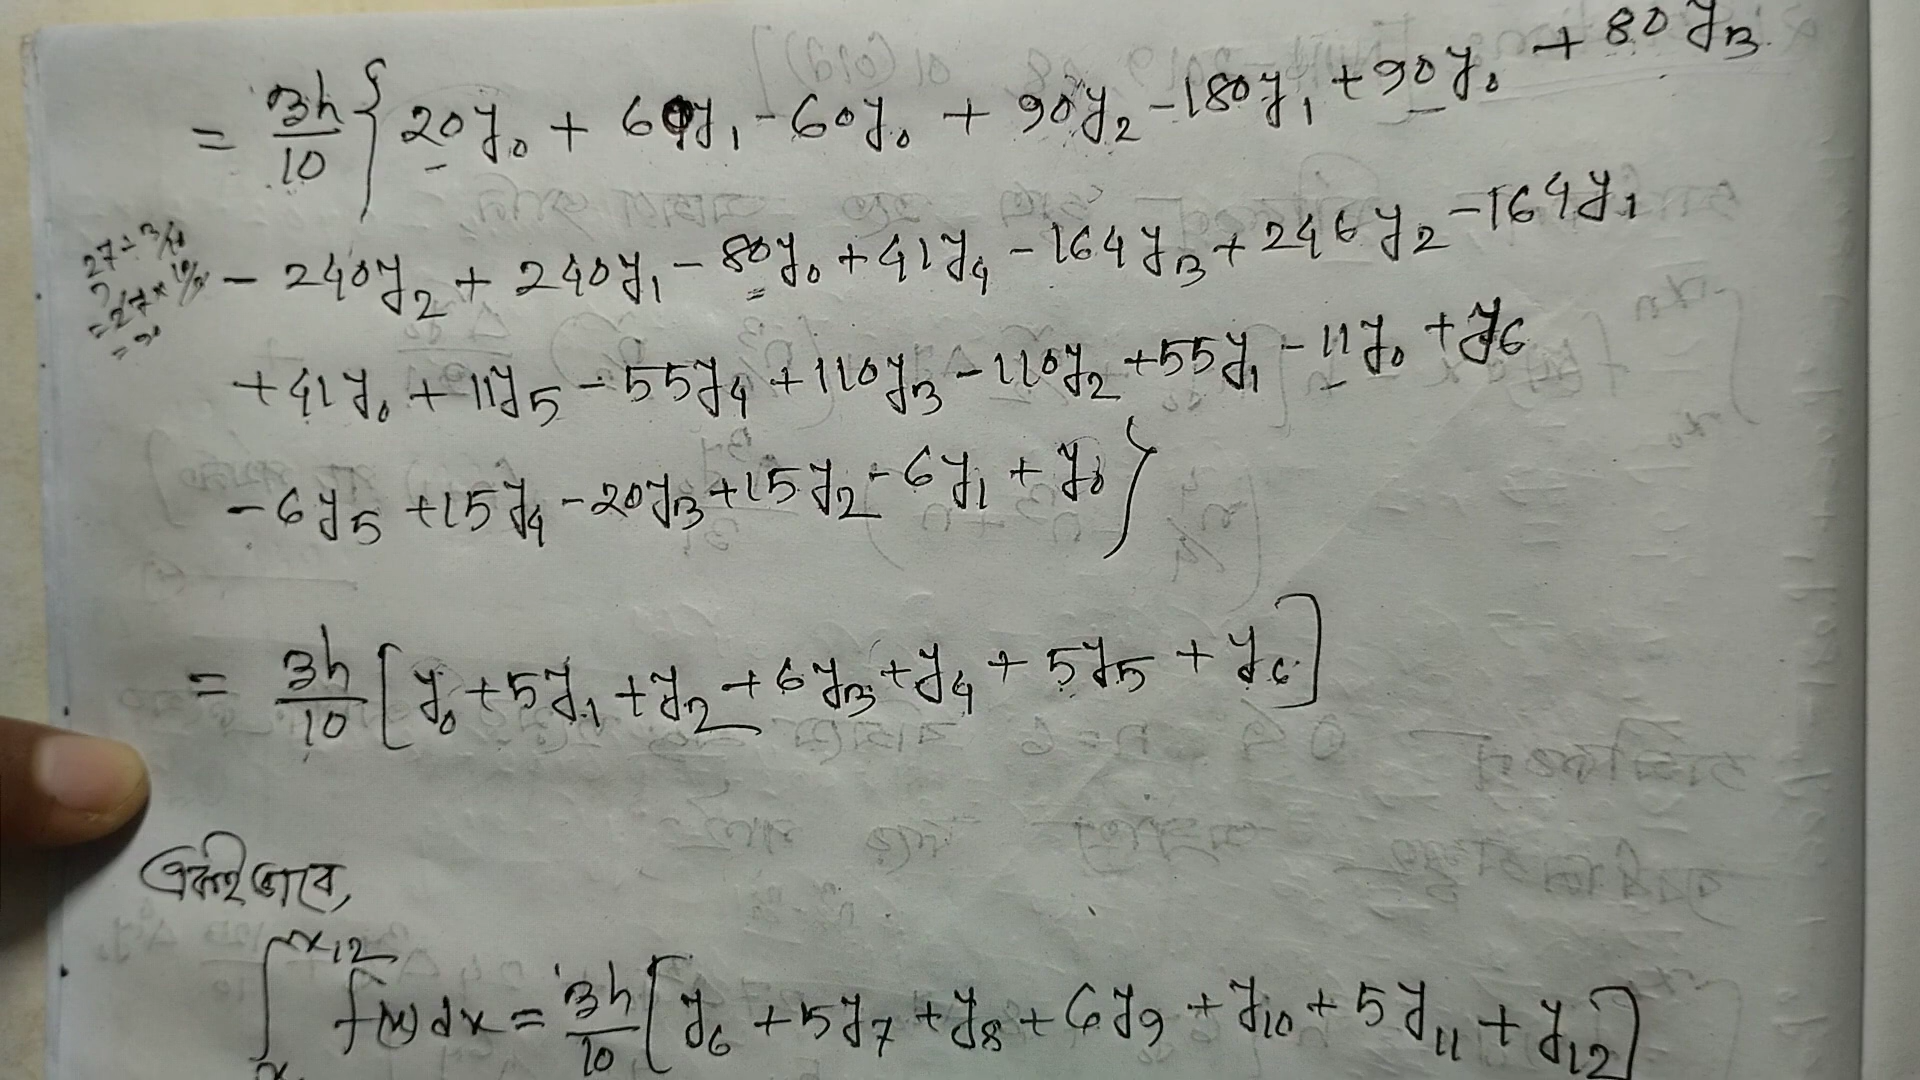 = 3h/10 { 20y₀ + 60y₁ - 60y₀ + 90y₂ - 180y₁ + 90y₀ + 80y₃
- 240y₂ + 240y₁ - 80y₀ + 41y₄ - 164y₃ + 246y₂ - 164y₁
+ 41y₀ + 11y₅ - 55y₄ + 110y₃ - 110y₂ + 55y₁ - 11y₀ + y₆
- 6y₅ + 15y₄ - 20y₃ + 15y₂ - 6y₁ + y₀ }
= 3h/10 [ y₀ + 5y₁ + y₂ + 6y₃ + y₄ + 5y₅ + y₆ ]
একইভাবে,
∫ x₁₂ f(x) dx = 3h/10 [ y₆ + 5y₇ + y₈ + 6y₉ + y₁₀ + 5y₁₁ + y₁₂ ]